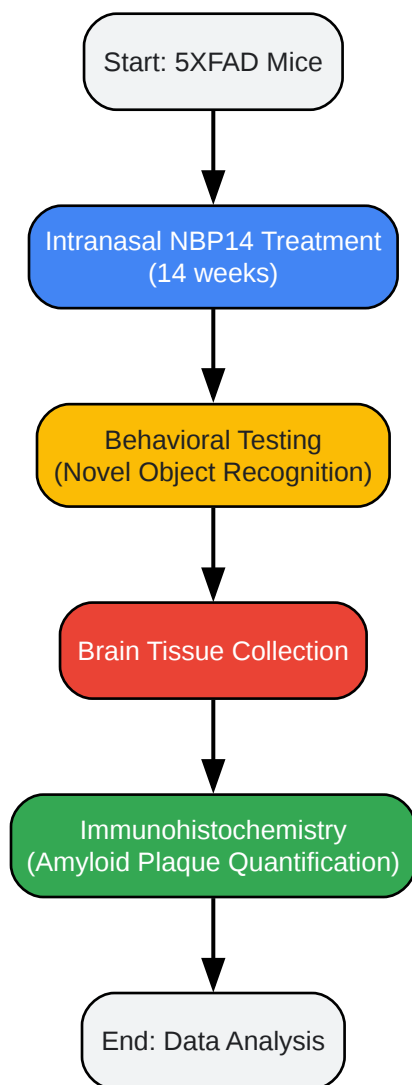 Start: 5XFAD Mice
Intranasal NBP14 Treatment
(14 weeks)
Behavioral Testing
(Novel Object Recognition)
Brain Tissue Collection
Immunohistochemistry
(Amyloid Plaque Quantification)
End: Data Analysis